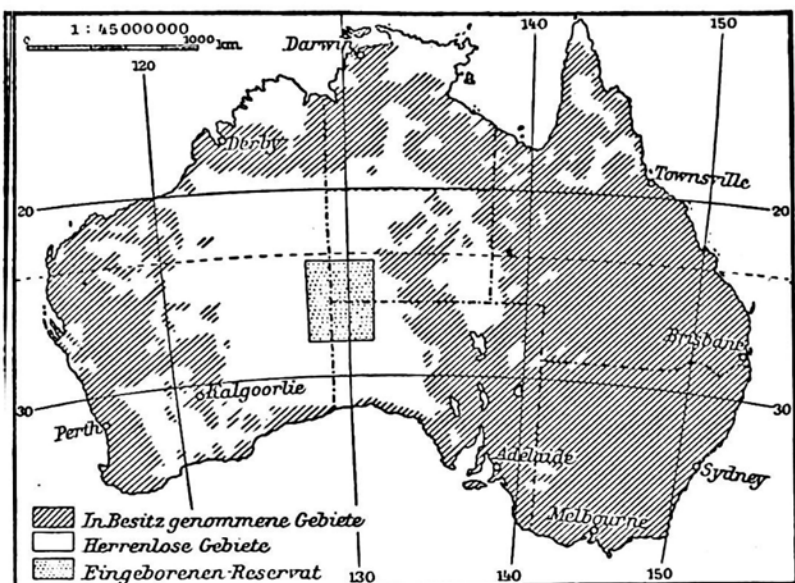 1 : 45000000
0 1000 km.
140 150
Darwin
120
Derby
Townsville
20 20
Brisbane
Kalgoorlie
30 30
Perth
Adelaide
Sydney
Melbourne
In Besitz genommene Gebiete
Herrenlose Gebiete
Eingeborenen-Reservat
130 140 150